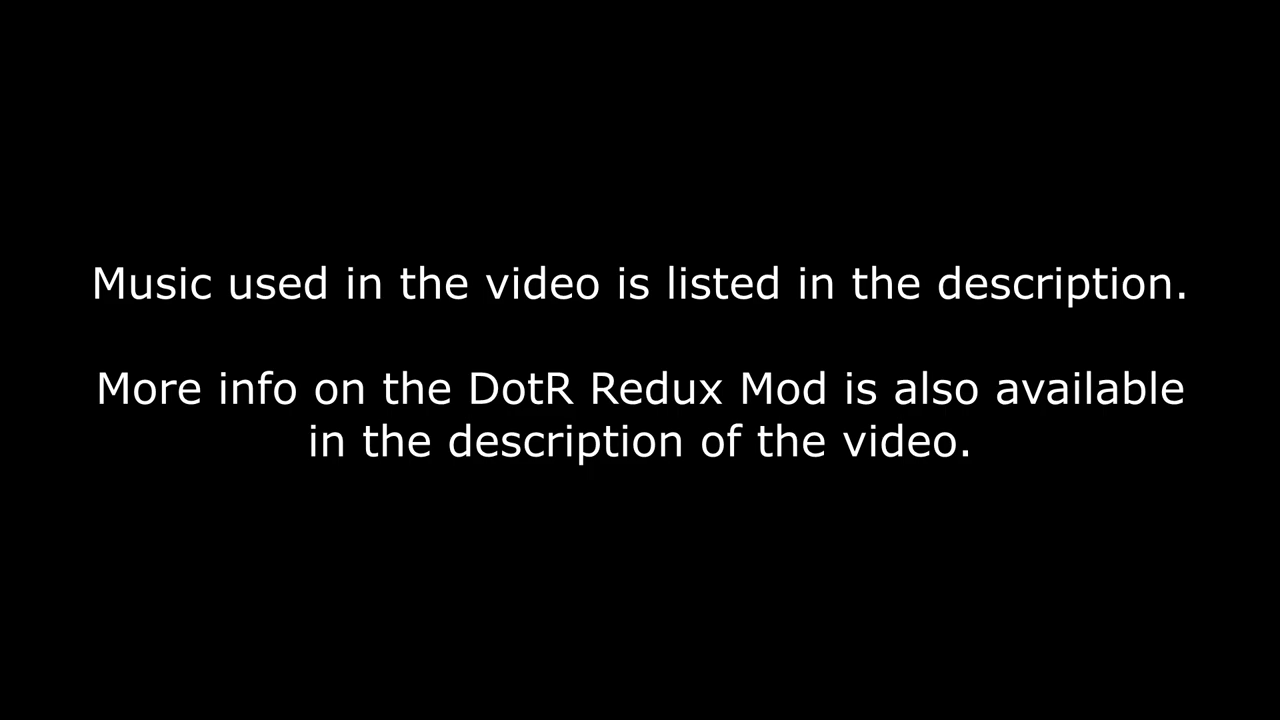 Music used in the video is listed in the description.
More info on the DotR Redux Mod is also available
in the description of the video.